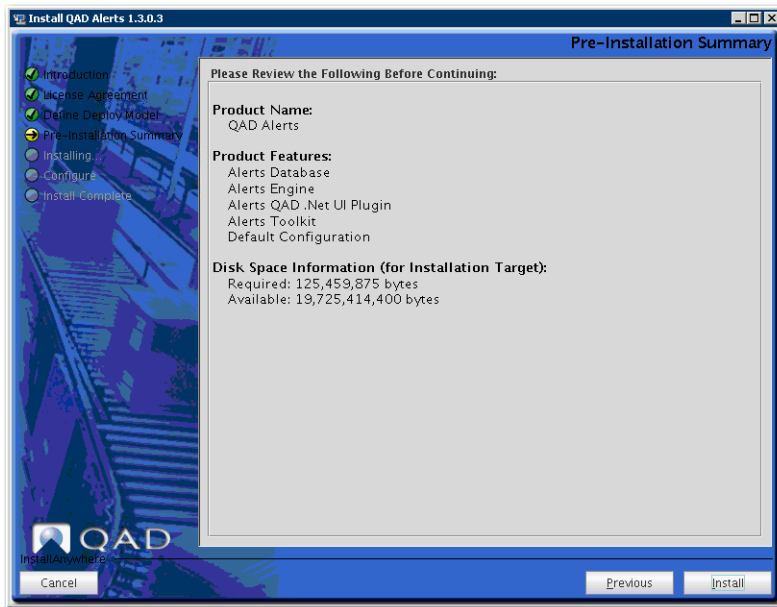 Install QAD Alerts 1.3.0.3
Pre-Installation Summary
Introduction
License Agreement
Define Deploy Model
Pre-Installation Summary
Installing...
Configure
Install Complete
Please Review the Following Before Continuing:
Product Name:
QAD Alerts
Product Features:
Alerts Database
Alerts Engine
Alerts QAD .Net UI Plugin
Alerts Toolkit
Default Configuration
Disk Space Information (for Installation Target):
Required: 125,459,875 bytes
Available: 19,725,414,400 bytes
QAD
InstallAnywhere
Cancel
Previous
Install